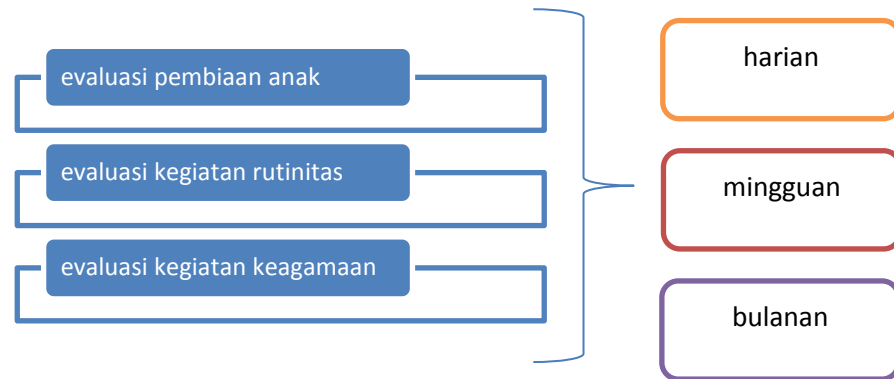 evaluasi pembiaan anak
evaluasi kegiatan rutinitas
evaluasi kegiatan keagamaan
harian
mingguan
bulanan